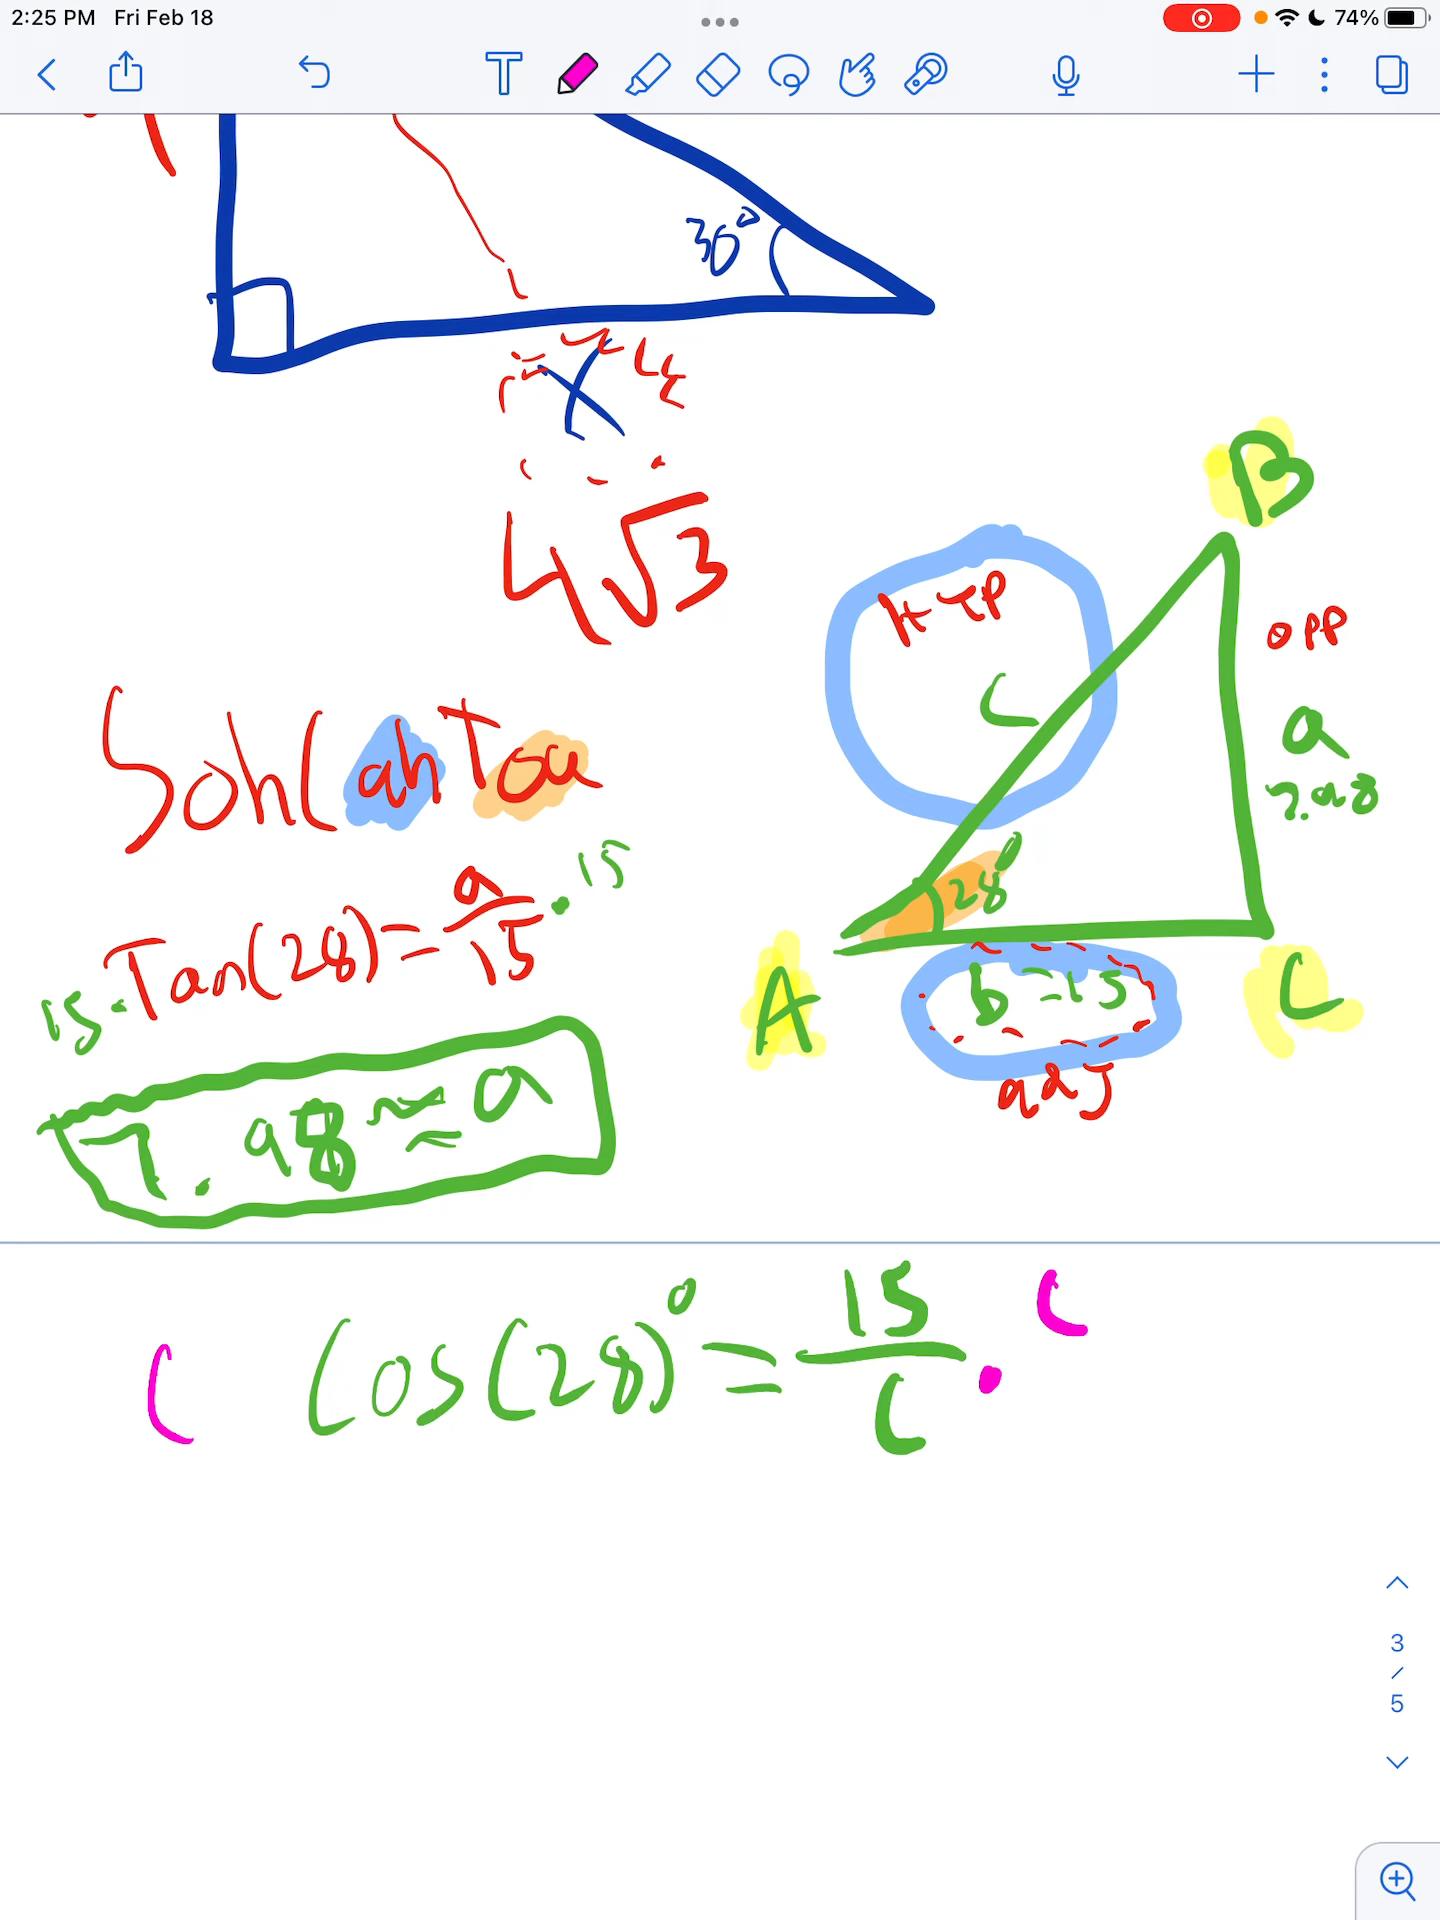 2:25 PM Fri Feb 18
74%
30°
X
4√3
B
HYP
opp
C
a
7.98
SohCahToa
28°
Tan(28)=a/15 · 15
15 ·
A
b=15
C
adj
7.98≈a
C Cos(28)°=15/C · C
3
/
5